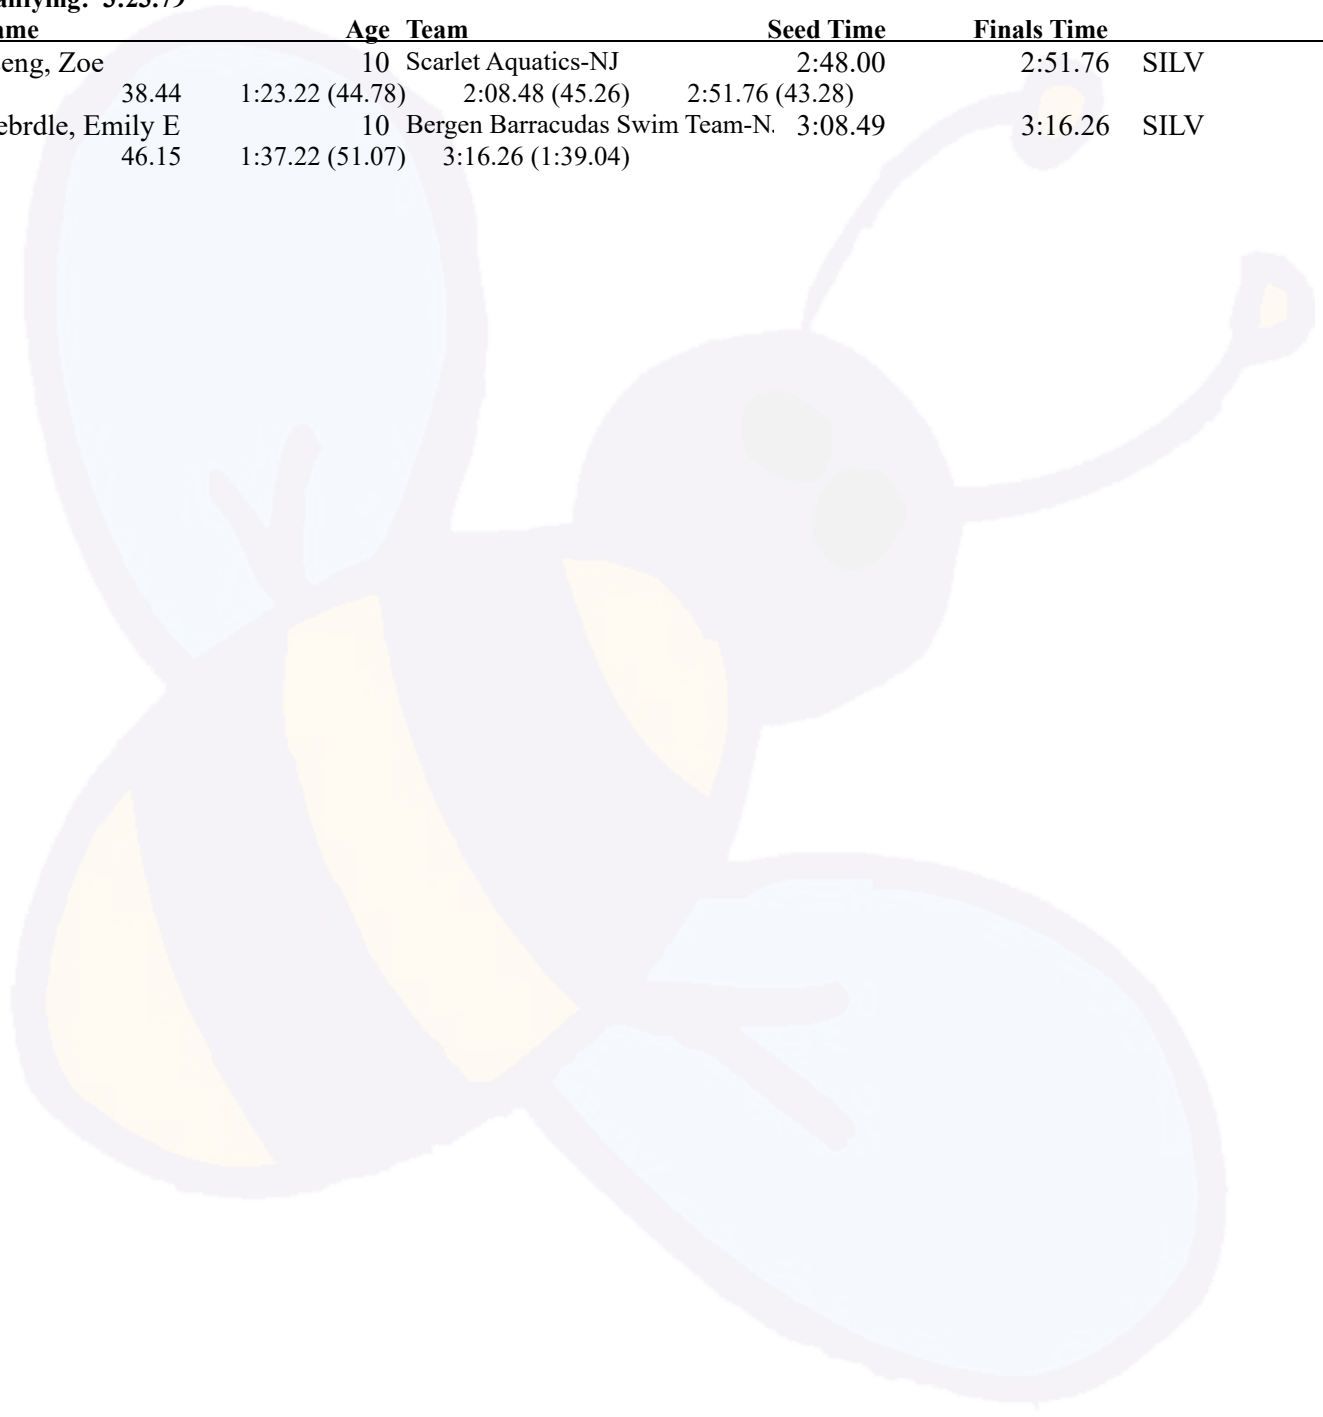 alifying: 3:23.79
ame Age Team Seed Time Finals Time
eng, Zoe 10 Scarlet Aquatics-NJ 2:48.00 2:51.76 SILV
38.44 1:23.22 (44.78) 2:08.48 (45.26) 2:51.76 (43.28)
ebrdle, Emily E 10 Bergen Barracudas Swim Team-N. 3:08.49 3:16.26 SILV
46.15 1:37.22 (51.07) 3:16.26 (1:39.04)